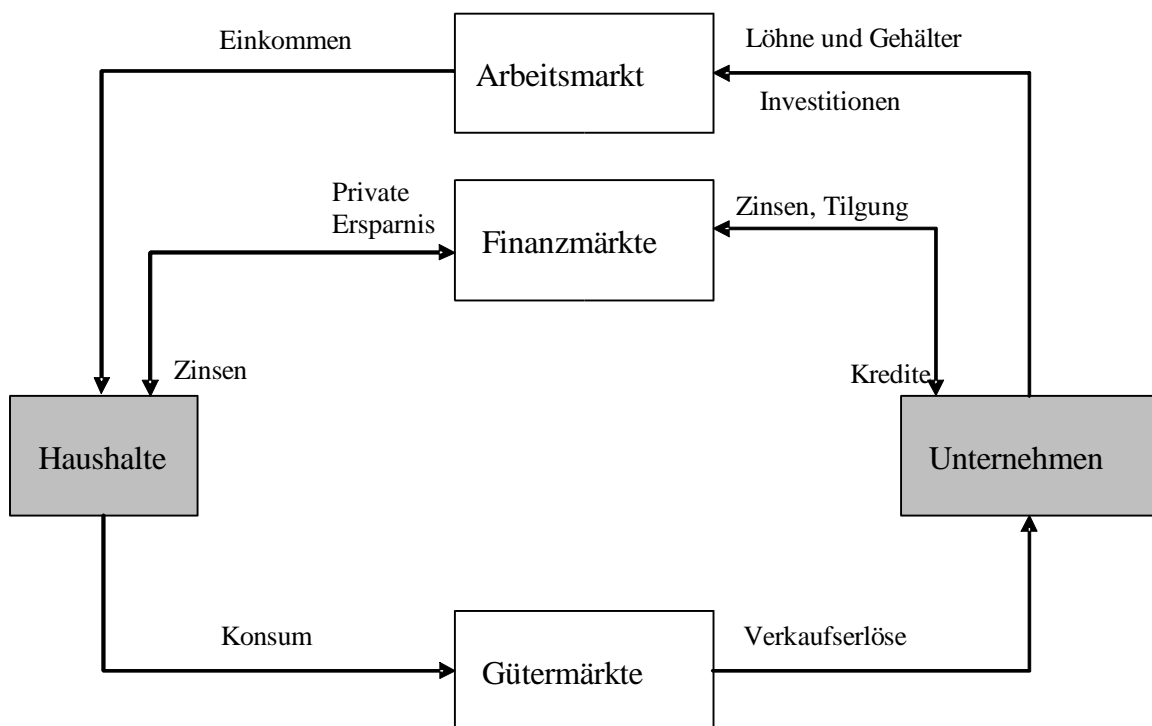 Einkommen
Arbeitsmarkt
Löhne und Gehälter
Investitionen
Private
Ersparnis
Finanzmärkte
Zinsen, Tilgung
Zinsen
Kredite
Haushalte
Unternehmen
Konsum
Gütermärkte
Verkaufserlöse